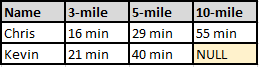 Name 3-mile 5-mile 10-mile
Chris 16 min 29 min 55 min
Kevin 21 min 40 min NULL